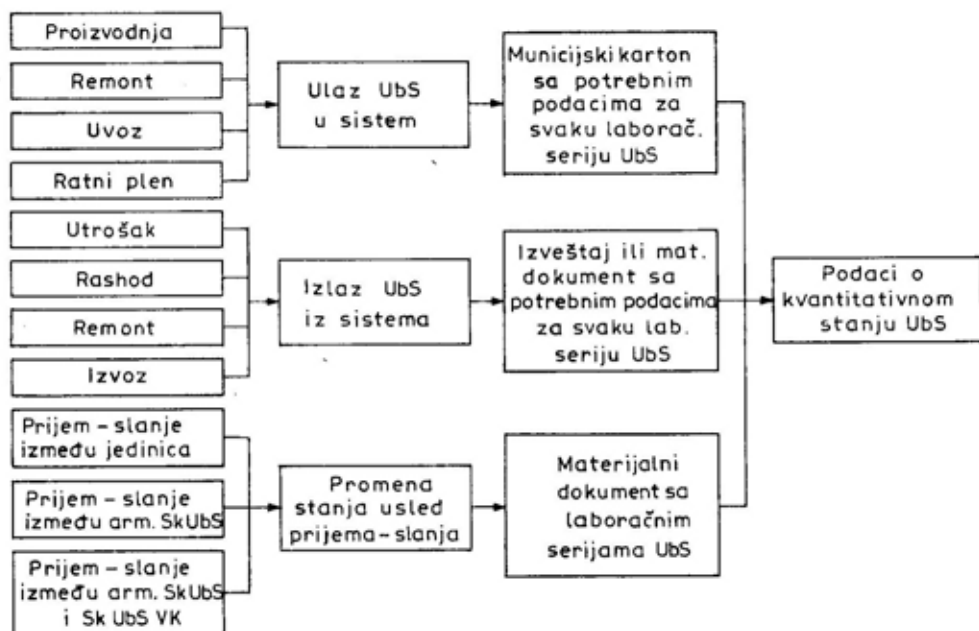 Proizvodnja
Remont
Uvoz
Ratni plen
Ulaz UbS
u sistem
Municijski karton
sa potrebnim
podacima za
svaku laborač.
seriju UbS
Utrošak
Rashod
Remont
Izvoz
Izlaz UbS
iz sistema
Izveštaj ili mat.
dokument sa
potrebnim podacima
za svaku lab.
seriju UbS
Podaci o
kvantitativnom
stanju UbS
Prijem – slanje
između jedinica
Prijem – slanje
između arm. SkUbS
Prijem – slanje
između arm. SkUbS
i Sk UbS VK
Promena
stanja usled
prijema-slanja
Materijalni
dokument sa
laboračnim
serijama UbS